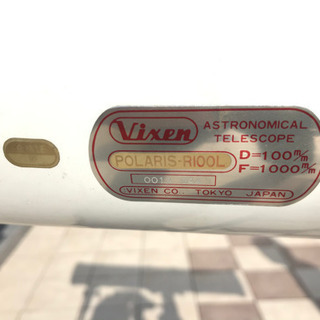 Vixen
ASTRONOMICAL
TELESCOPE
POLARIS-R100L
D=100m/m
F=1000m/m
VIXEN CO TOKYO JAPAN